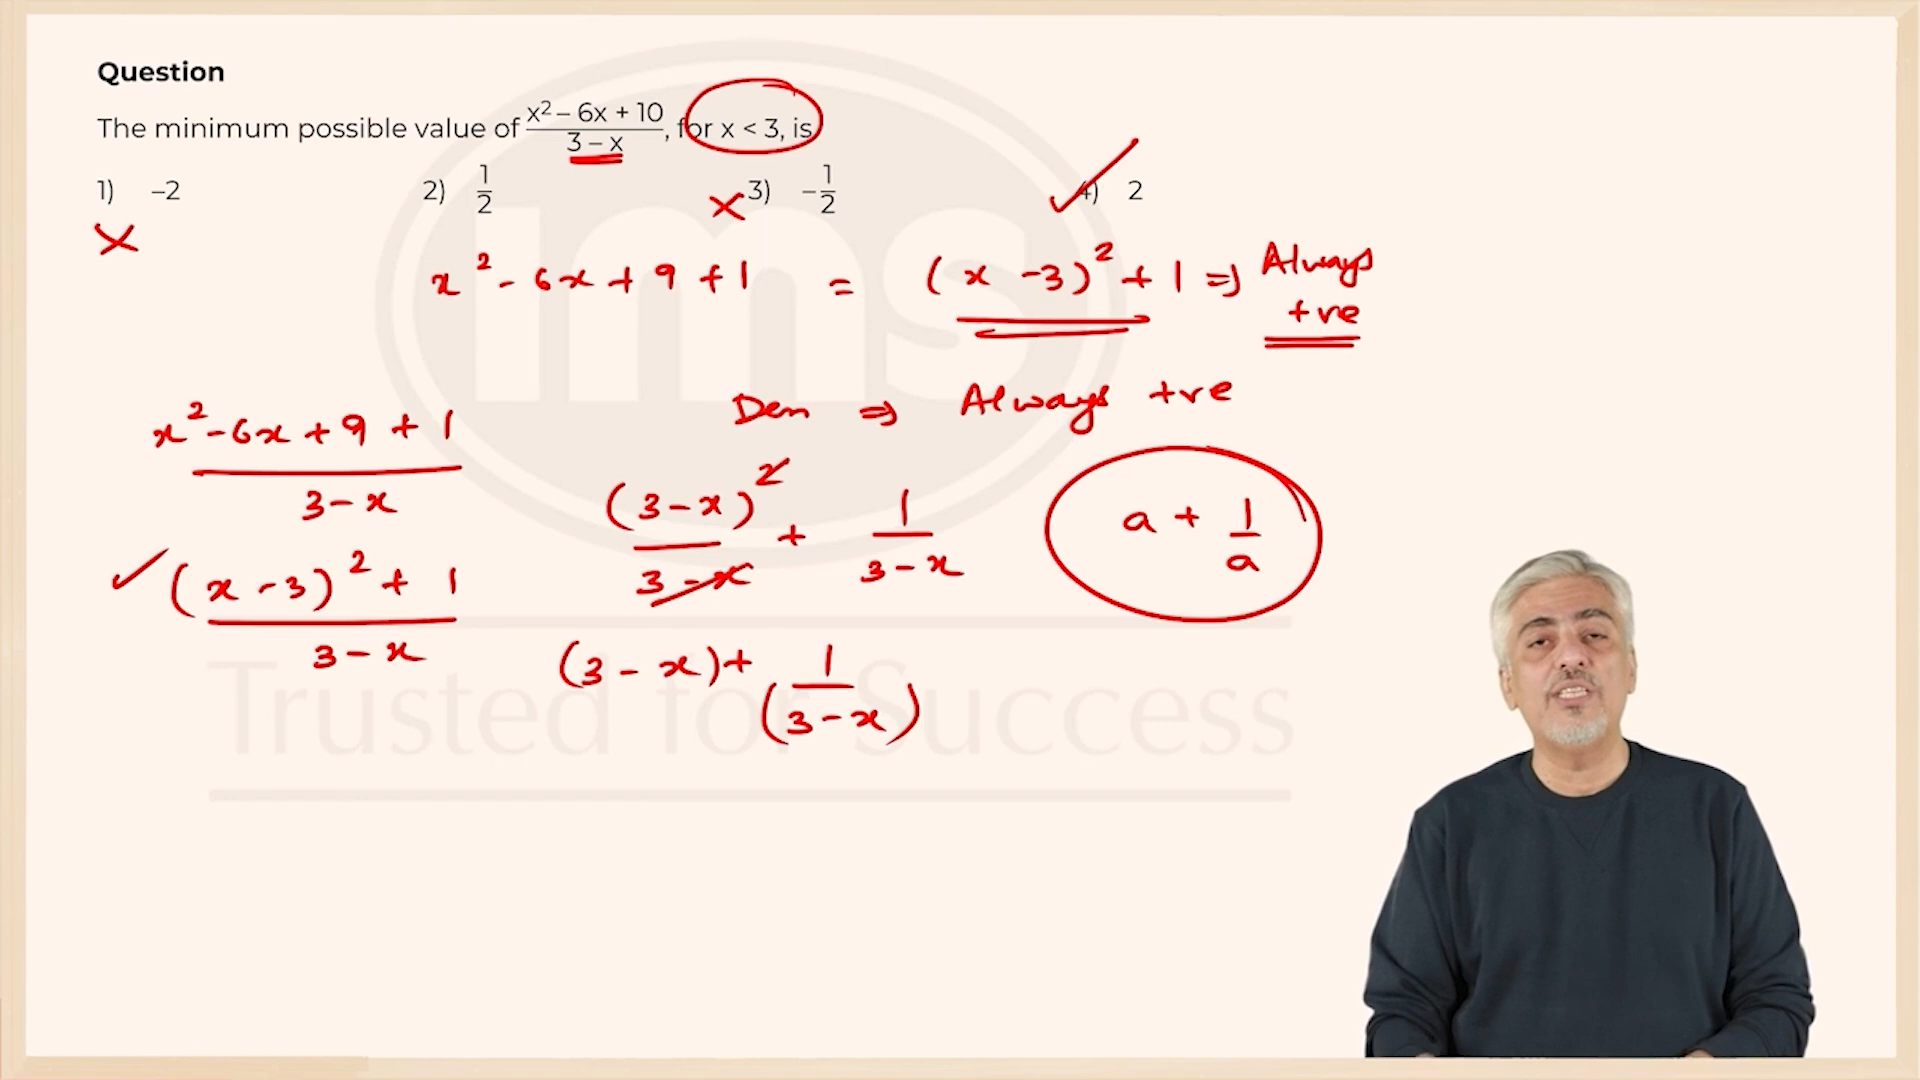 Question
The minimum possible value of (x² – 6x + 10)/(3 – x), for x < 3, is
1) –2 2) 1/2 3) –1/2 4) 2
x² - 6x + 9 + 1 = (x - 3)² + 1 ⇒ Always
+ve
Den ⇒ Always +ve
(x² - 6x + 9 + 1)/(3 - x)
(3 - x)²/(3 - x) + 1/(3 - x)
a + 1/a
((x - 3)² + 1)/(3 - x)
(3 - x) + 1/(3 - x)
ims
Trusted for Success